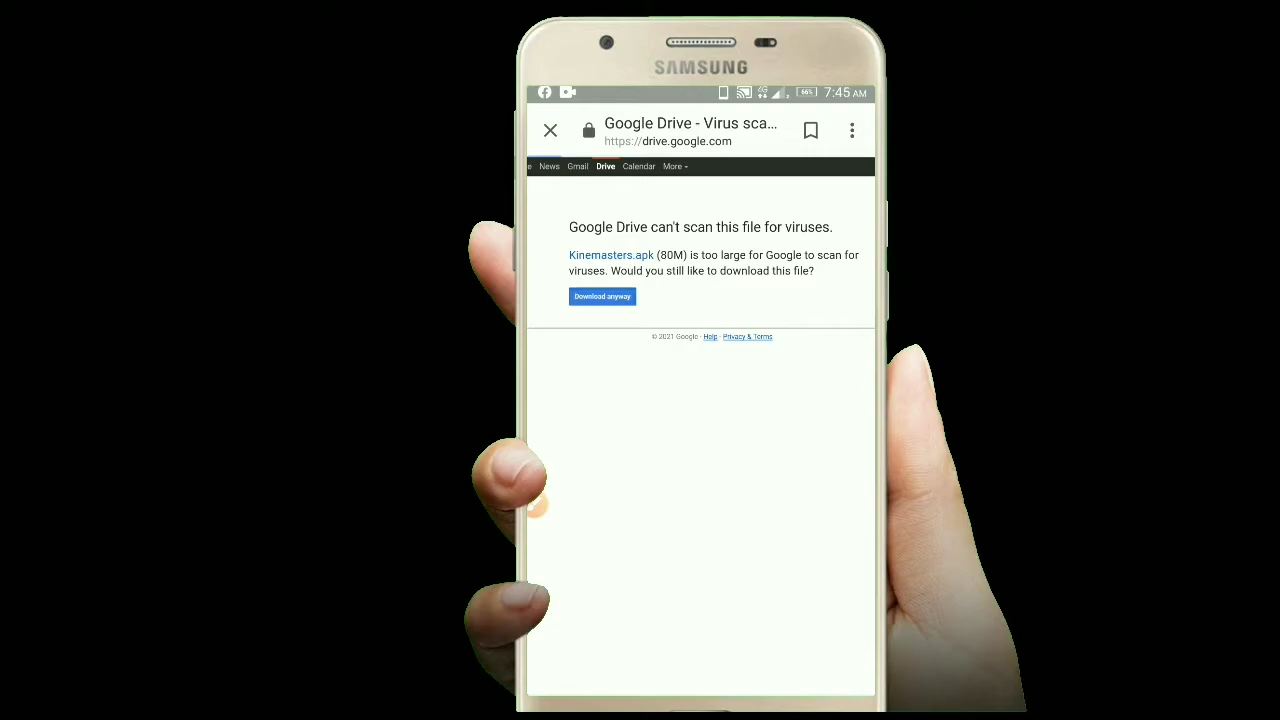 SAMSUNG
66% 7:45 AM
Google Drive - Virus sca...
https://drive.google.com
e News Gmail Drive Calendar More
Google Drive can't scan this file for viruses.
Kinemasters.apk (80M) is too large for Google to scan for
viruses. Would you still like to download this file?
Download anyway
© 2021 Google - Help - Privacy & Terms